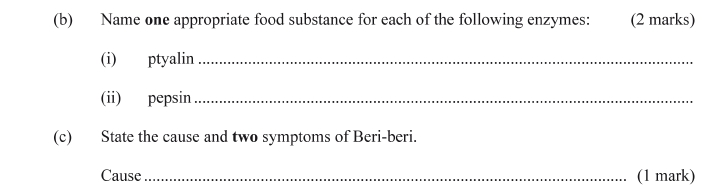 (b) Name one appropriate food substance for each of the following enzymes: (2 marks)
(i) ptyalin ........................................................................................................................
(ii) pepsin ........................................................................................................................
(c) State the cause and two symptoms of Beri-beri.
Cause ........................................................................................................................ (1 mark)